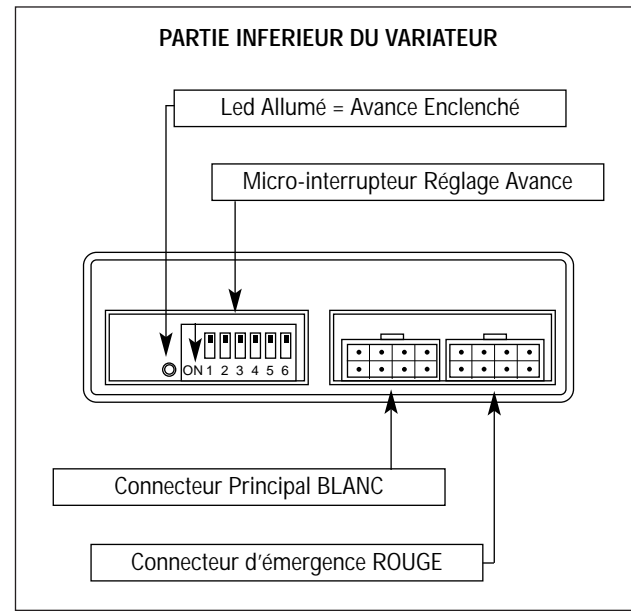 PARTIE INFERIEUR DU VARIATEUR
Led Allumé = Avance Enclenché
Micro-interrupteur Réglage Avance
ON 1 2 3 4 5 6
Connecteur Principal BLANC
Connecteur d'émergence ROUGE